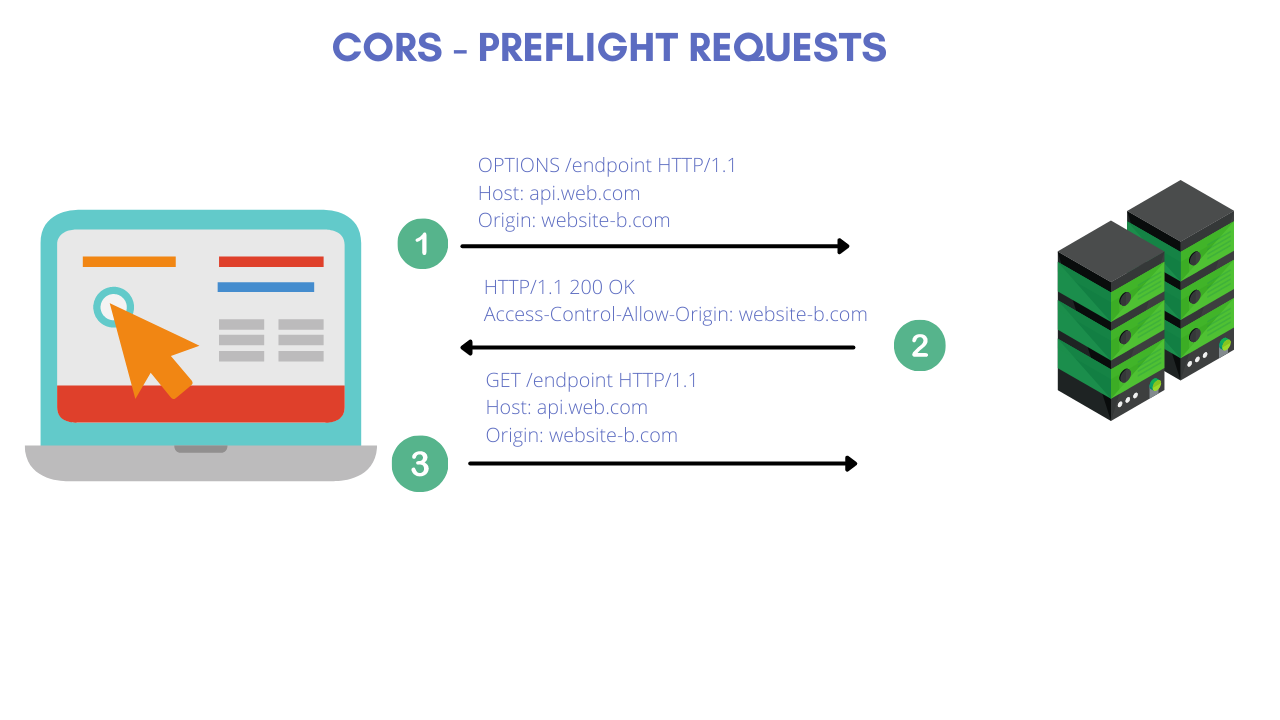 CORS - PREFLIGHT REQUESTS
OPTIONS /endpoint HTTP/1.1
Host: api.web.com
Origin: website-b.com
1
HTTP/1.1 200 OK
Access-Control-Allow-Origin: website-b.com
2
GET /endpoint HTTP/1.1
Host: api.web.com
Origin: website-b.com
3